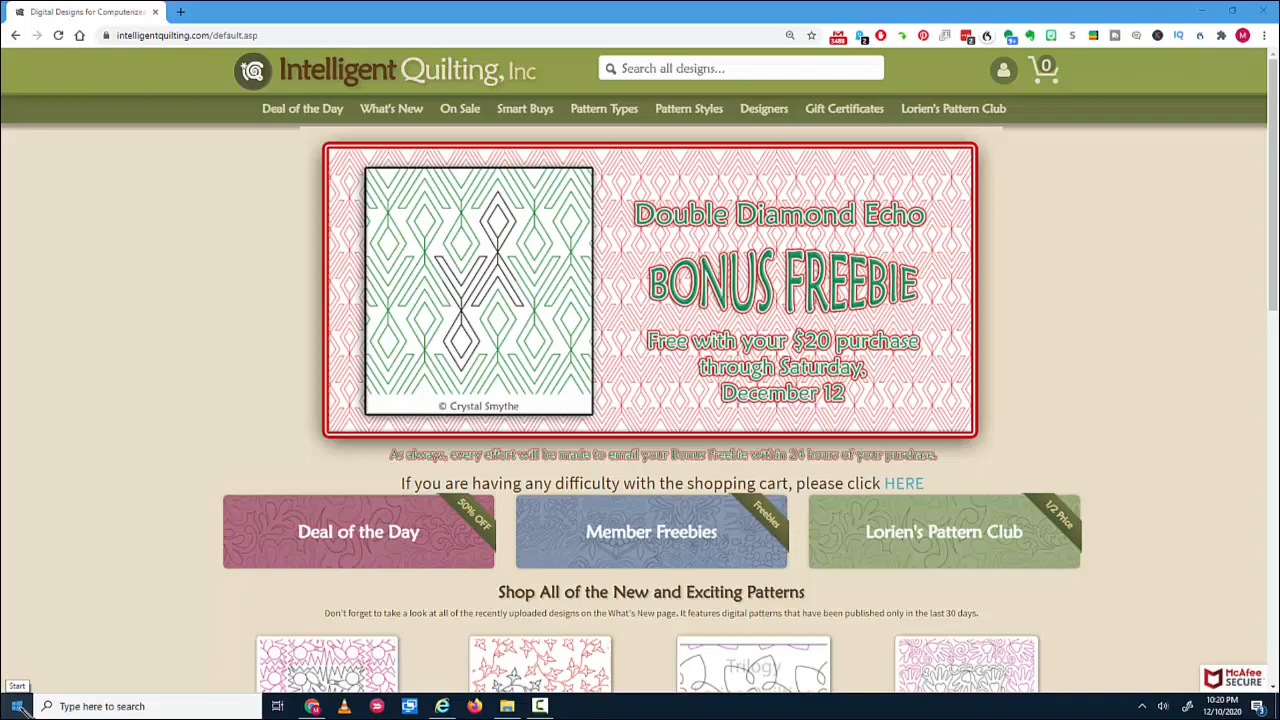 Digital Designs for Computerize
intelligentquilting.com/default.asp
Intelligent Quilting, Inc
Search all designs...
0
Deal of the Day
What's New
On Sale
Smart Buys
Pattern Types
Pattern Styles
Designers
Gift Certificates
Lorien's Pattern Club
Double Diamond Echo
BONUS FREEBIE
Free with your $20 purchase
through Saturday,
December 12
© Crystal Smythe
As always, every effort will be made to email your Bonus Freebie within 24 hours of your purchase.
If you are having any difficulty with the shopping cart, please click HERE
Deal of the Day
50% OFF
Member Freebies
Freebies
Lorien's Pattern Club
1/2 Price
Shop All of the New and Exciting Patterns
Don't forget to take a look at all of the recently uploaded designs on the What's New page. It features digital patterns that have been published only in the last 30 days.
Trilogy
McAfee
SECURE
Start
Type here to search
10:20 PM
12/10/2020